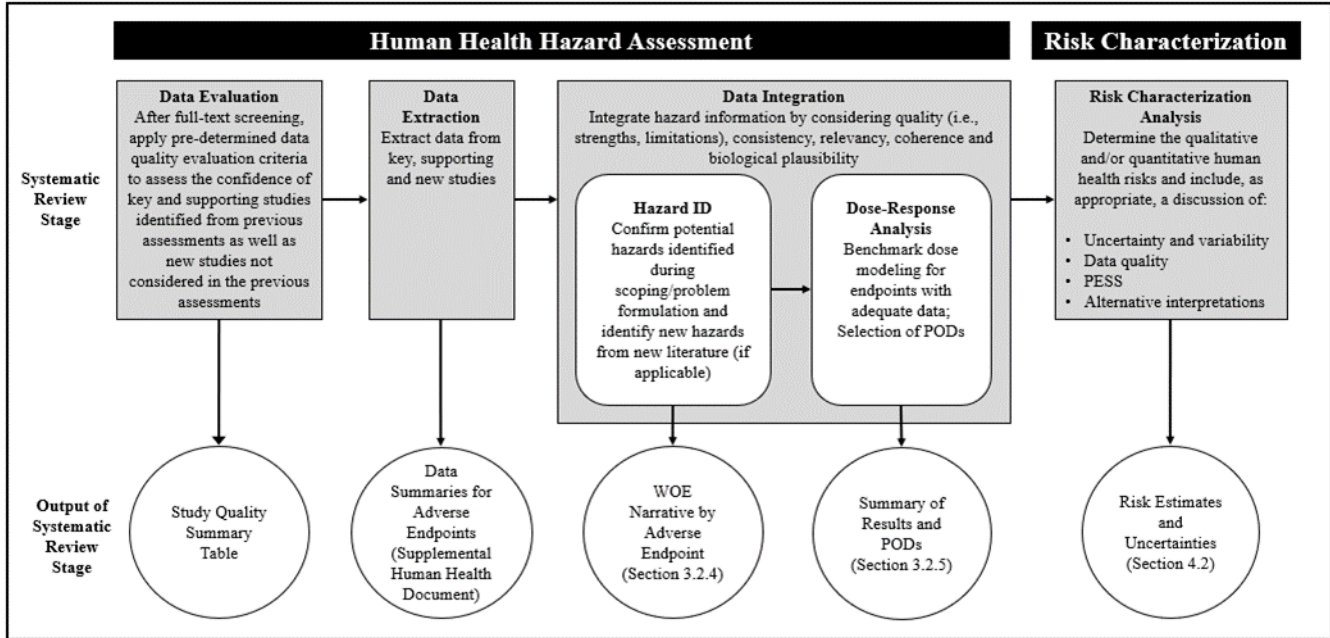 Human Health Hazard Assessment
Risk Characterization
Systematic
Review
Stage
Data Evaluation
After full-text screening,
apply pre-determined data
quality evaluation criteria
to assess the confidence of
key and supporting studies
identified from previous
assessments as well as
new studies not
considered in the previous
assessments
Data
Extraction
Extract data from
key, supporting
and new studies
Data Integration
Integrate hazard information by considering quality (i.e.,
strengths, limitations), consistency, relevancy, coherence and
biological plausibility
Hazard ID
Confirm potential
hazards identified
during
scoping/problem
formulation and
identify new hazards
from new literature (if
applicable)
Dose-Response
Analysis
Benchmark dose
modeling for
endpoints with
adequate data;
Selection of PODs
Risk Characterization
Analysis
Determine the qualitative
and/or quantitative human
health risks and include, as
appropriate, a discussion of:
• Uncertainty and variability
• Data quality
• PESS
• Alternative interpretations
Output of
Systematic
Review
Stage
Study Quality
Summary
Table
Data
Summaries for
Adverse
Endpoints
(Supplemental
Human Health
Document)
WOE
Narrative by
Adverse
Endpoint
(Section 3.2.4)
Summary of
Results and
PODs
(Section 3.2.5)
Risk Estimates
and
Uncertainties
(Section 4.2)